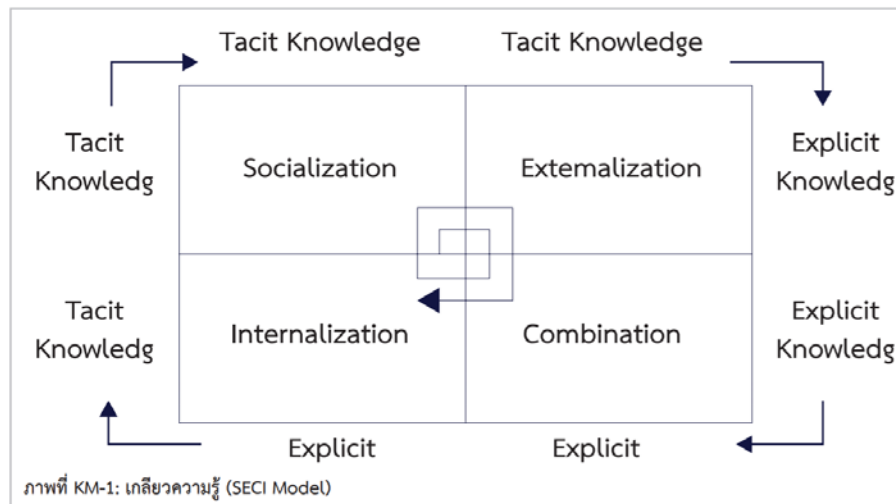 Tacit Knowledge Tacit Knowledge
Tacit
Knowledg
Socialization
Extemalization
Explicit
Knowledg
Tacit
Knowledg
Internalization
Combination
Explicit
Knowledg
Explicit Explicit
ภาพที่ KM-1: เกลียวความรู้ (SECI Model)